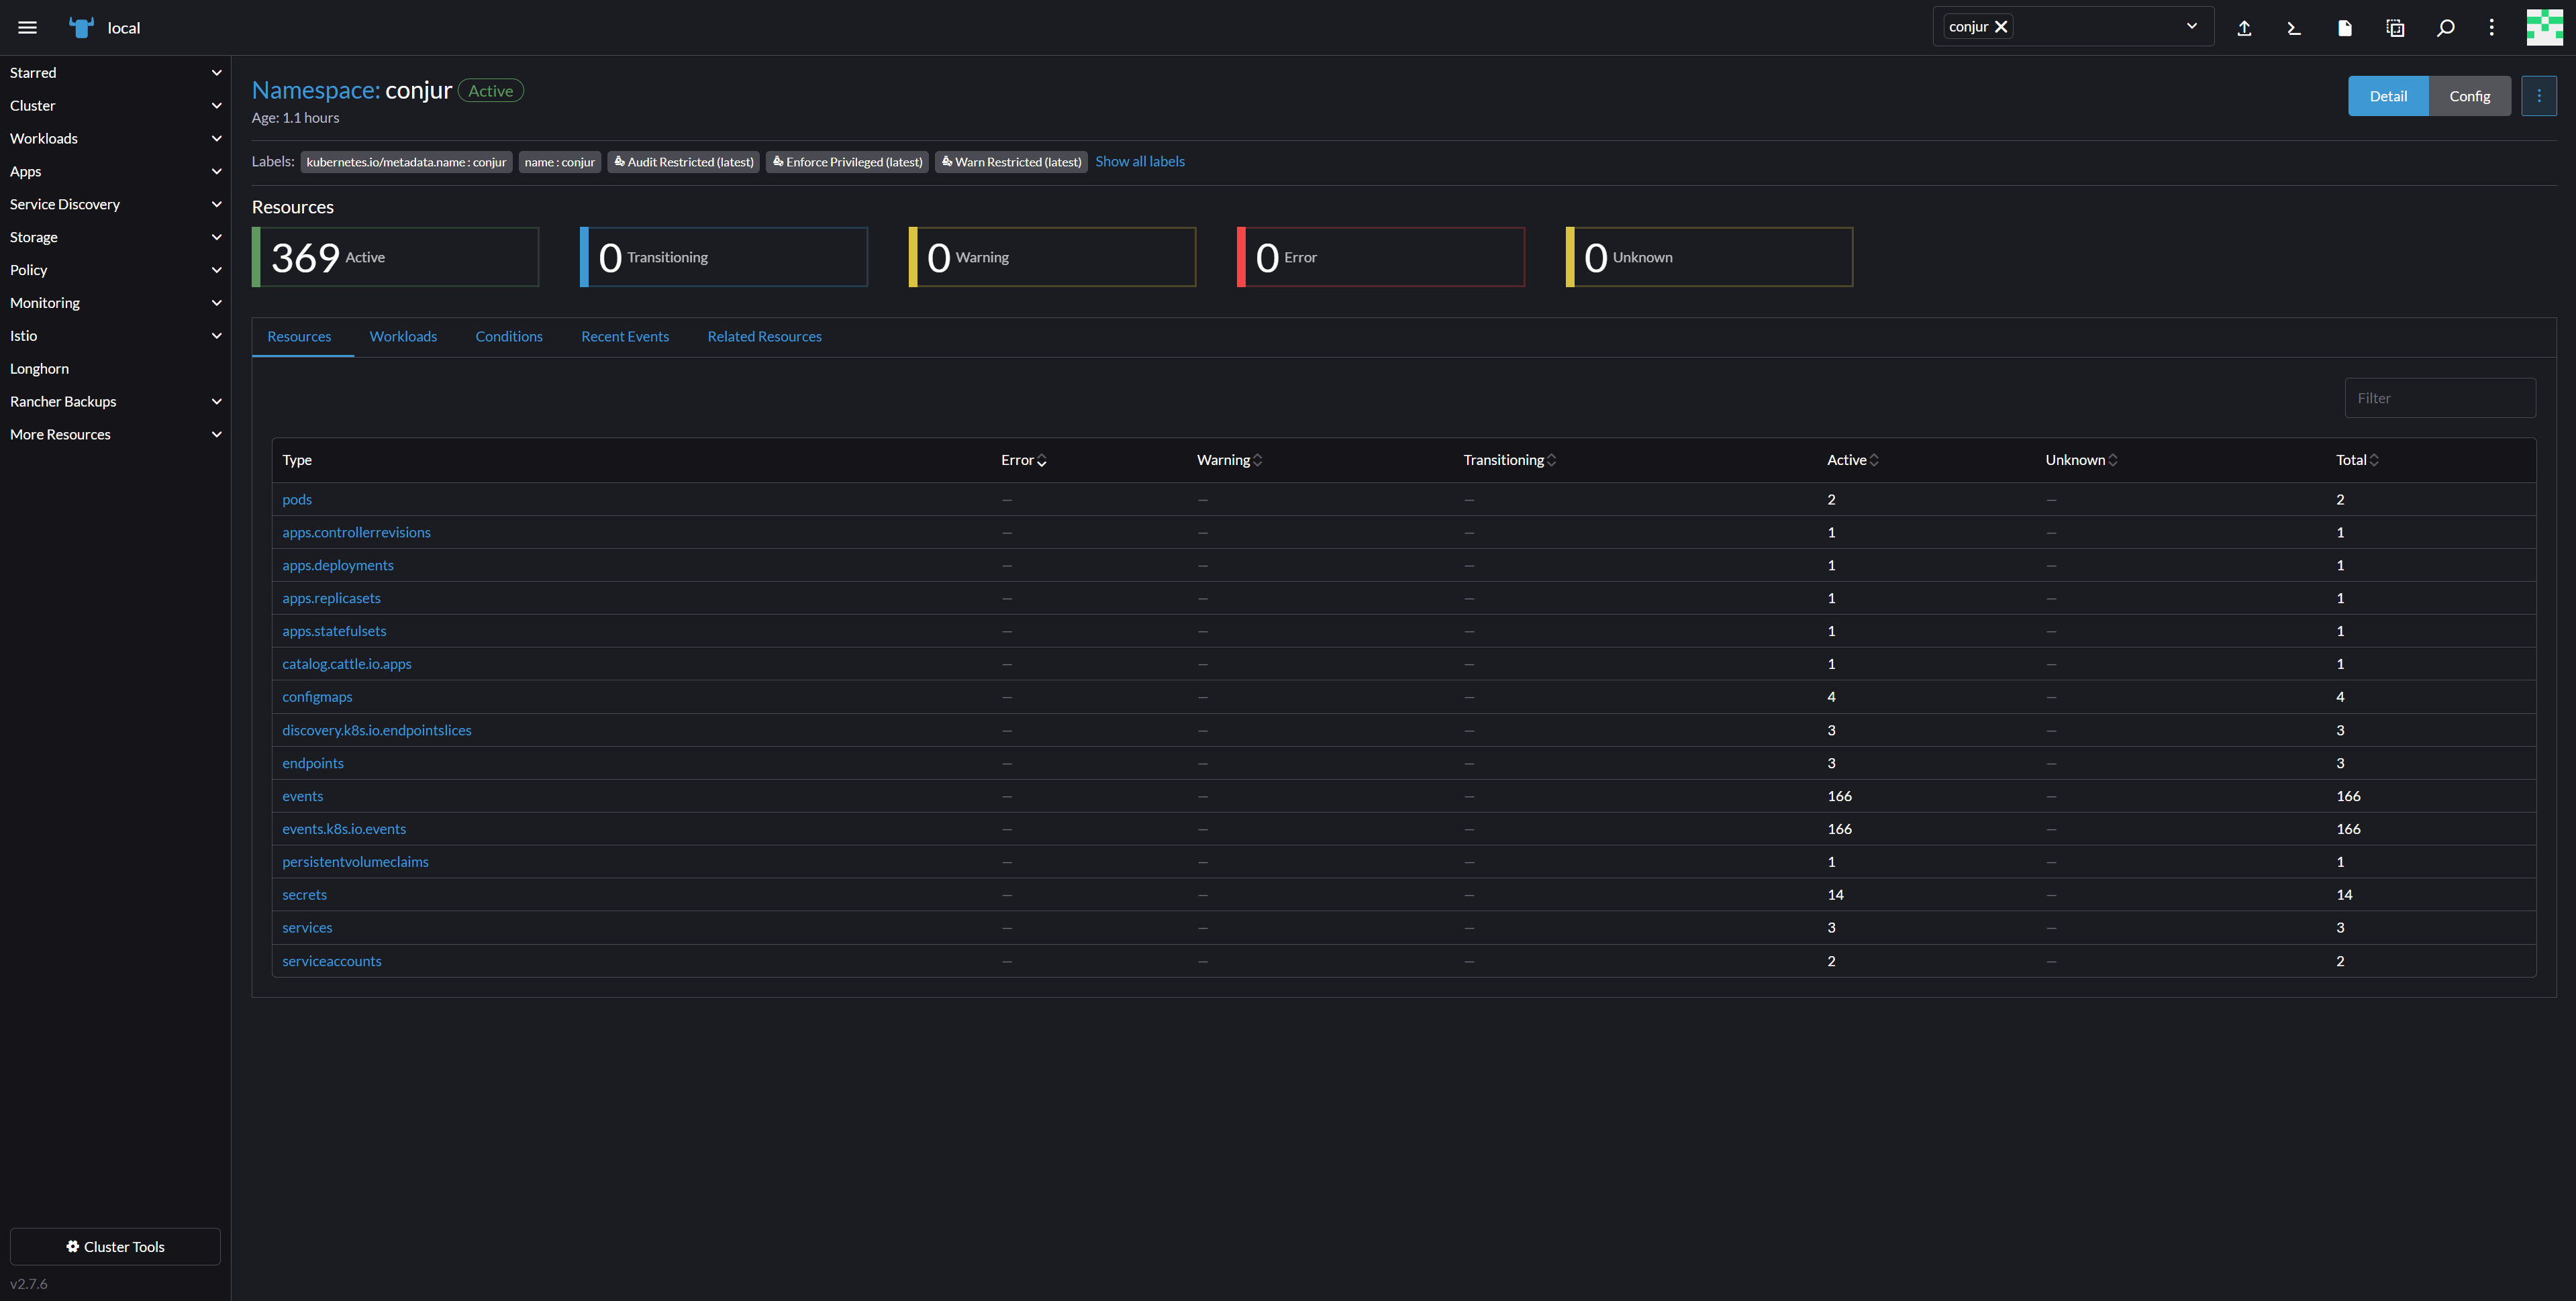 local
conjur
Starred
Cluster
Workloads
Apps
Service Discovery
Storage
Policy
Monitoring
Istio
Longhorn
Rancher Backups
More Resources
Cluster Tools
v2.7.6
Namespace: conjur Active
Detail Config
Age: 1.1 hours
Labels: kubernetes.io/metadata.name : conjur name : conjur Audit Restricted (latest) Enforce Privileged (latest) Warn Restricted (latest) Show all labels
Resources
369 Active 0 Transitioning 0 Warning 0 Error 0 Unknown
Resources Workloads Conditions Recent Events Related Resources
Filter
Type Error Warning Transitioning Active Unknown Total
pods — — — 2 — 2
apps.controllerrevisions — — — 1 — 1
apps.deployments — — — 1 — 1
apps.replicasets — — — 1 — 1
apps.statefulsets — — — 1 — 1
catalog.cattle.io.apps — — — 1 — 1
configmaps — — — 4 — 4
discovery.k8s.io.endpointslices — — — 3 — 3
endpoints — — — 3 — 3
events — — — 166 — 166
events.k8s.io.events — — — 166 — 166
persistentvolumeclaims — — — 1 — 1
secrets — — — 14 — 14
services — — — 3 — 3
serviceaccounts — — — 2 — 2